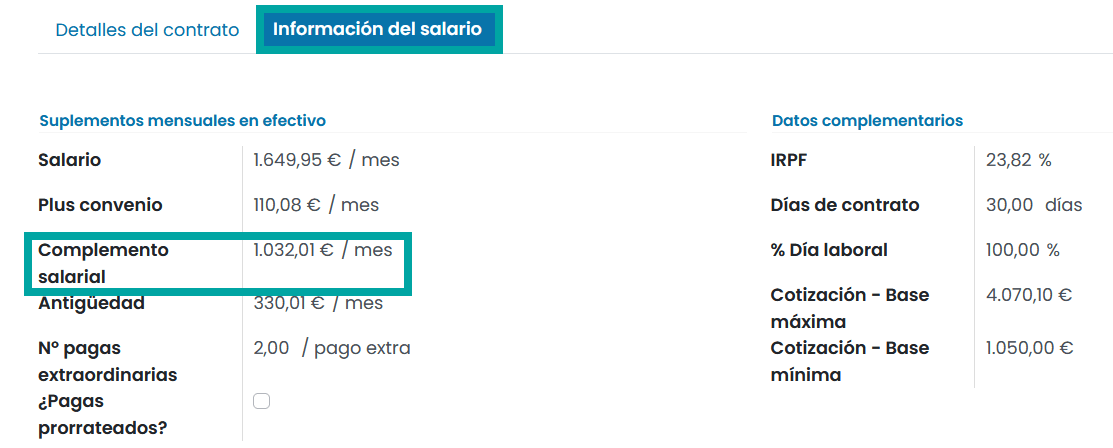 Detalles del contrato
Información del salario
Suplementos mensuales en efectivo
Salario 1.649,95 € / mes
Plus convenio 110,08 € / mes
Complemento 1.032,01 € / mes
salarial
Antigüedad 330,01 € / mes
Nº pagas 2,00 / pago extra
extraordinarias
¿Pagas
prorrateados?
Datos complementarios
IRPF 23,82 %
Días de contrato 30,00 días
% Día laboral 100,00 %
Cotización - Base 4.070,10 €
máxima
Cotización - Base 1.050,00 €
mínima